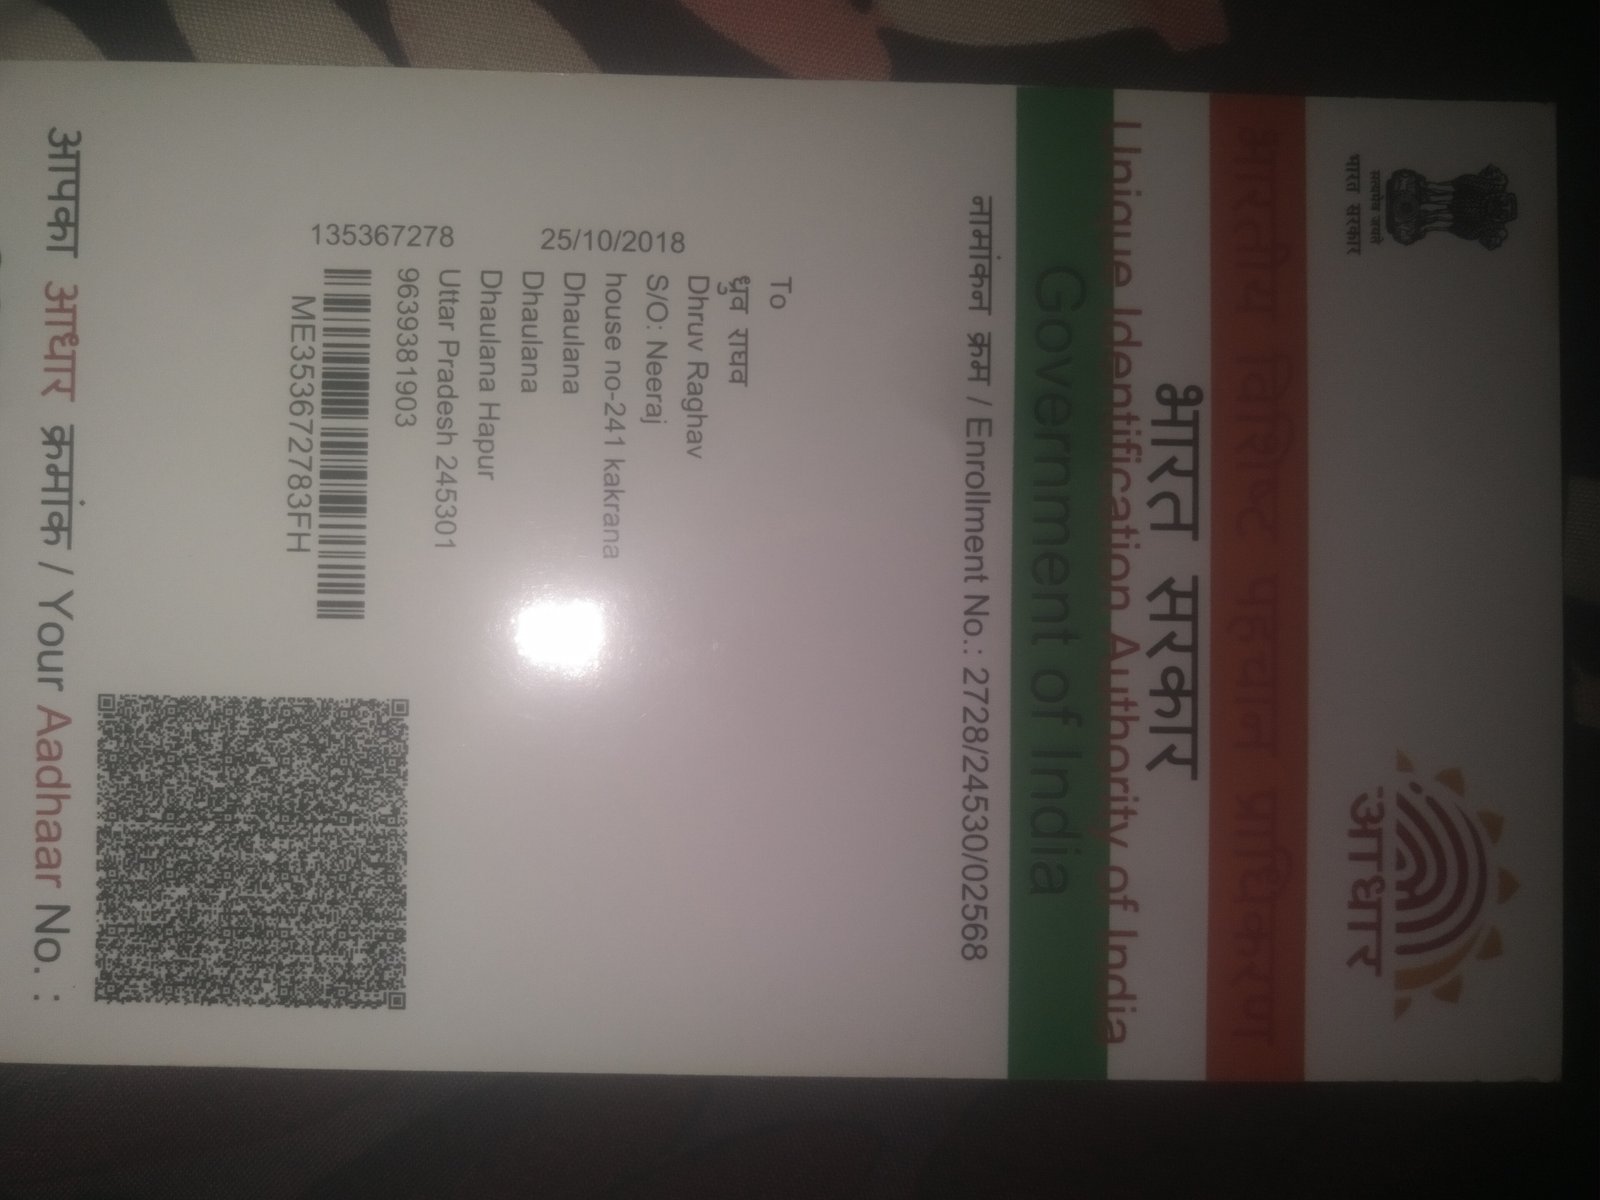 सत्यमेव जयते
भारत सरकार
आधार
भारतीय विशिष्ट पहचान प्राधिकरण
भारत सरकार
Unique Identification Authority of India
Government of India
नामांकन क्रम / Enrollment No.: 2728/24530/02568
To
ध्रुव राघव
Dhruv Raghav
S/O: Neeraj
house no-241 kakrana
Dhaulana
Dhaulana
Dhaulana Hapur
Uttar Pradesh 245301
9639381903
25/10/2018
135367278
ME353672783FH
आपका आधार क्रमांक / Your Aadhaar No. :